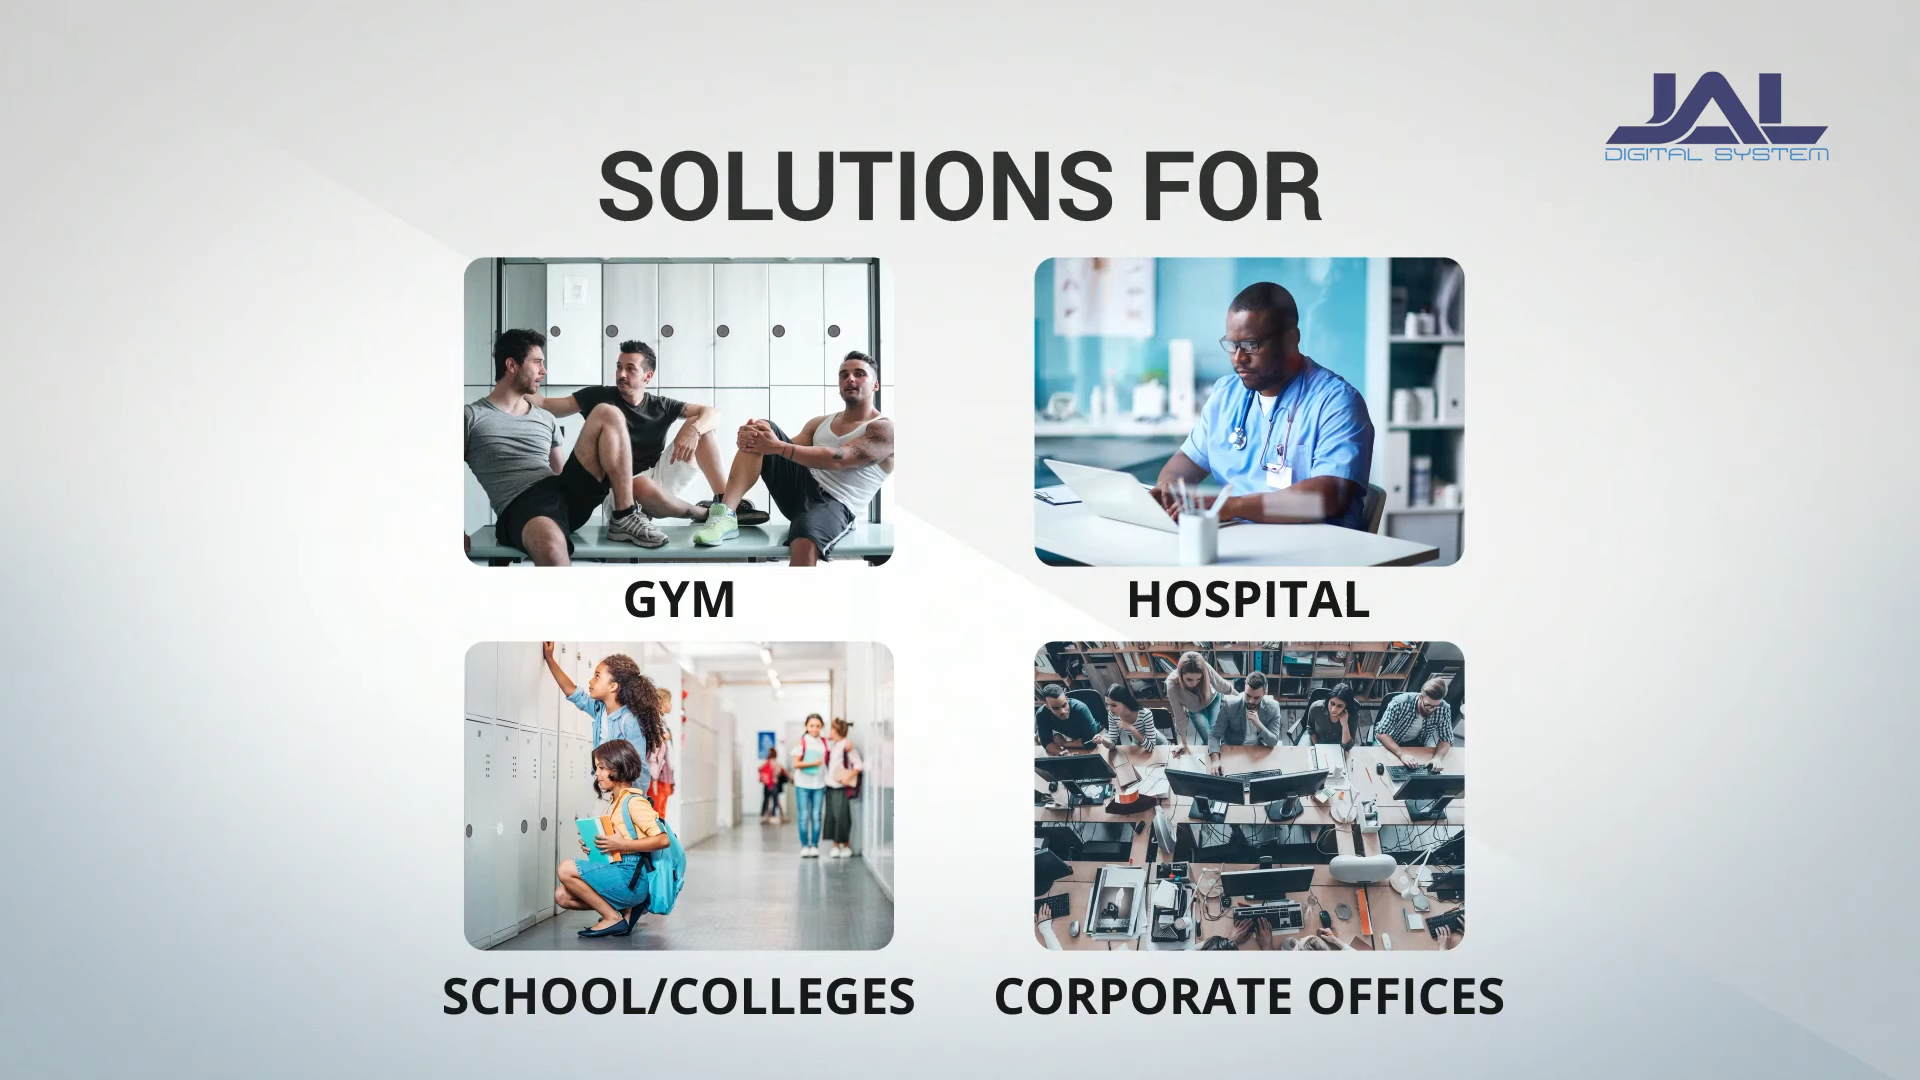 JAL
DIGITAL SYSTEM
SOLUTIONS FOR
GYM
HOSPITAL
SCHOOL/COLLEGES
CORPORATE OFFICES